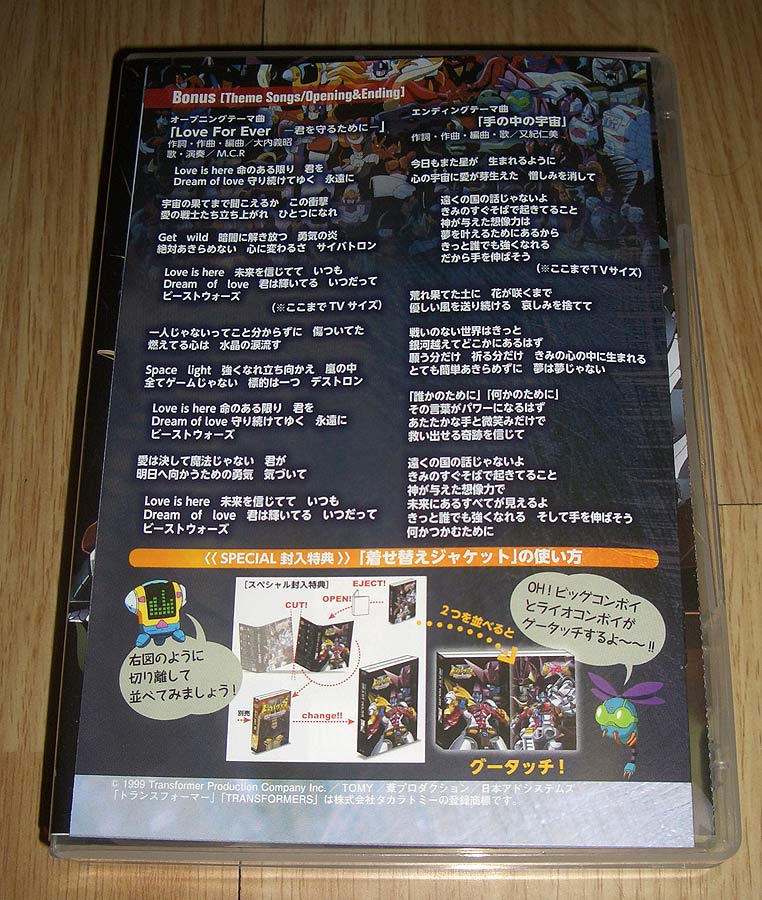 Bonus [Theme Songs/Opening&Ending]
オープニングテーマ曲
「Love For Ever —君を守るために—」
作詞・作曲・編曲／大内義昭
歌・演奏／M.C.R
Love is here 命のある限り 君を
Dream of love 守り続けてゆく 永遠に
宇宙の果てまで聞こえるか この衝撃
愛の戦士たち立ち上がれ ひとつになれ
Get wild 暗闇に解き放つ 勇気の炎
絶対あきらめない 心に変わるさ サイバトロン
Love is here 未来を信じてて いつも
Dream of love 君は輝いてる いつだって
ビーストウォーズ
（※ここまで TV サイズ）
一人じゃないってこと分からずに 傷ついてた
燃えてる心は 水晶の涙流す
Space light 強くなれ立ち向かえ 嵐の中
全てゲームじゃない 標的は一つ デストロン
Love is here 命のある限り 君を
Dream of love 守り続けてゆく 永遠に
ビーストウォーズ
愛は決して魔法じゃない 君が
明日へ向かうための勇気 気づいて
Love is here 未来を信じてて いつも
Dream of love 君は輝いてる いつだって
ビーストウォーズ
エンディングテーマ曲
「手の中の宇宙」
作詞・作曲・編曲・歌／又紀仁美
今日もまた星が 生まれるように
心の宇宙に愛が芽生えた 憎しみを消して
遠くの国の話じゃないよ
きみのすぐそばで起きてること
神が与えた想像力は
夢を叶えるためにあるから
きっと誰でも強くなれる
だから手を伸ばそう
（※ここまでTVサイズ）
荒れ果てた土に 花が咲くまで
優しい風を送り続ける 哀しみを捨てて
戦いのない世界はきっと
銀河越えてどこかにあるはず
願う分だけ 祈る分だけ きみの心の中に生まれる
とても簡単あきらめずに 夢は夢じゃない
「誰かのために」「何かのために」
その言葉がパワーになるはず
あたたかな手と微笑みだけで
救い出せる奇跡を信じて
遠くの国の話じゃないよ
きみのすぐそばで起きてること
神が与えた想像力で
未来にあるすべてが見えるよ
きっと誰でも強くなれる そして手を伸ばそう
何かつかむために
《SPECIAL 封入特典》「着せ替えジャケット」の使い方
[スペシャル封入特典]
EJECT!
OPEN!
CUT!
別売
change!!
2つを並べると
グータッチ！
右図のように
切り離して
並べてみましょう！
OH！ビッグコンボイ
とライオコンボイが
グータッチするよ～～!!
© 1999 Transformer Production Company Inc. ／ TOMY ／ 葦プロダクション ／ 日本アドシステムズ
「トランスフォーマー」「TRANSFORMERS」は株式会社タカラトミーの登録商標です。